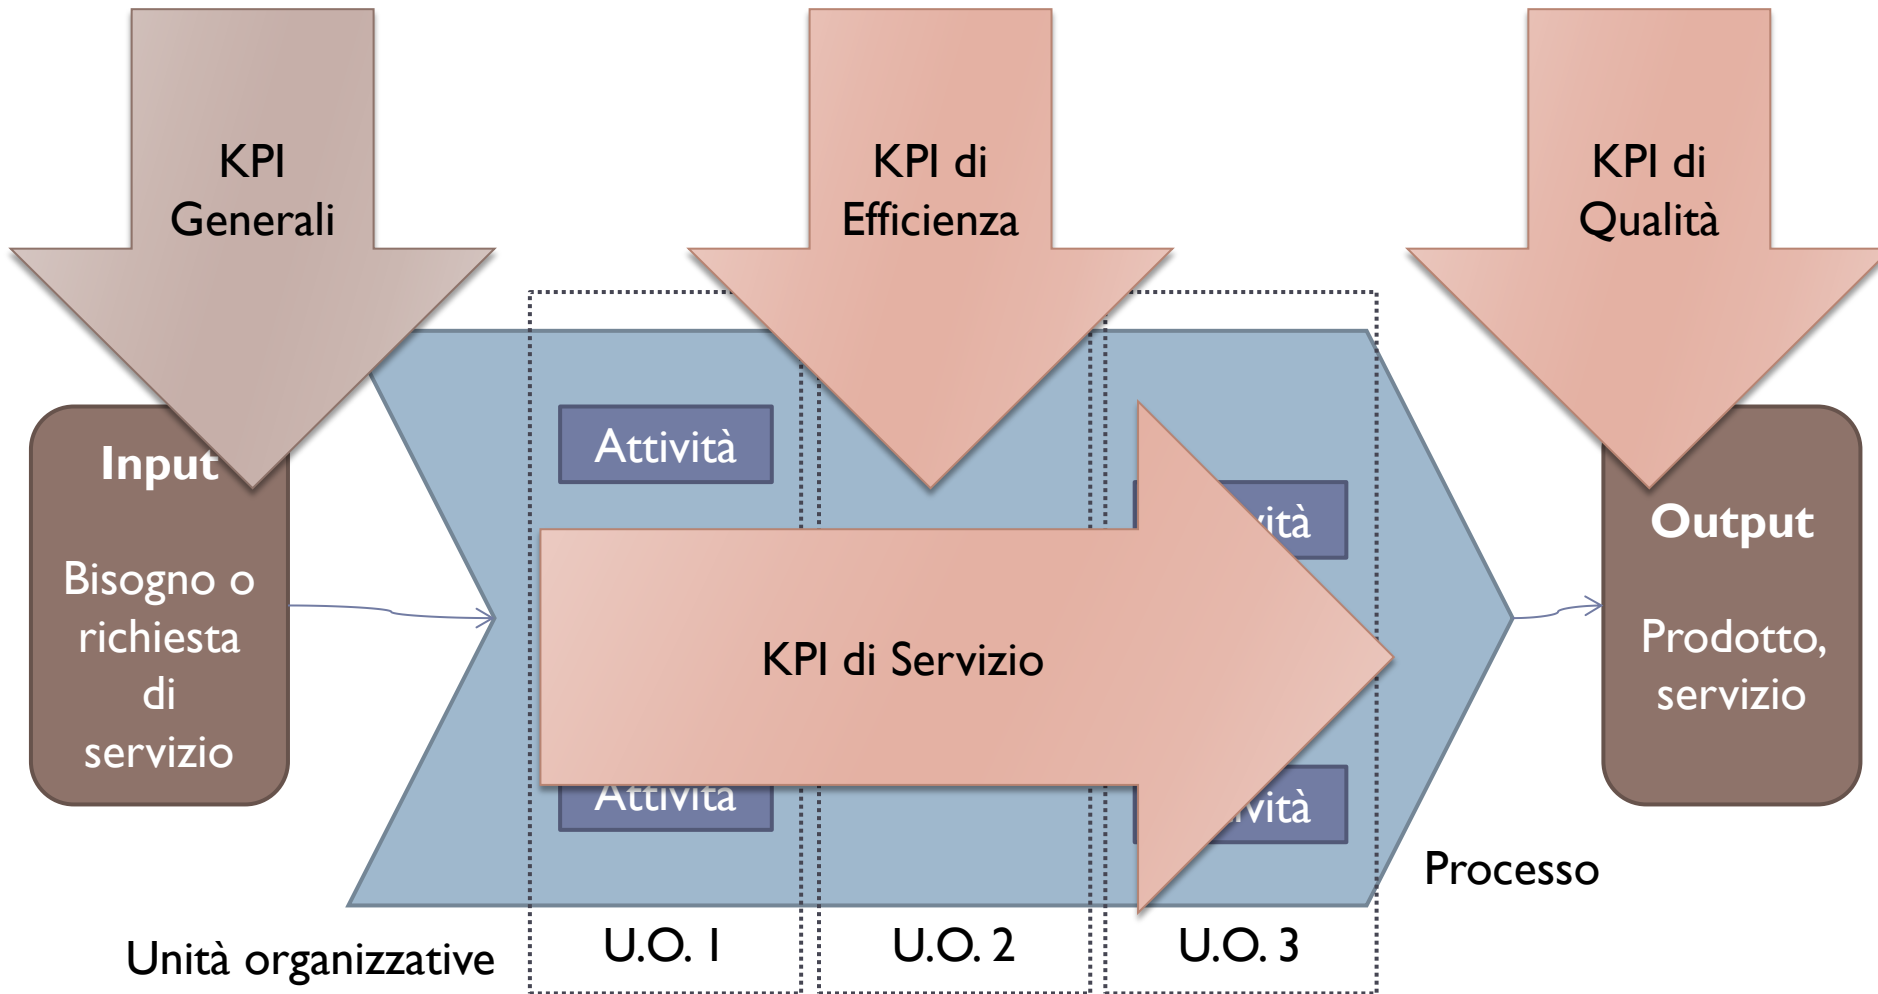 KPI
Generali
KPI di
Efficienza
KPI di
Qualità
Input
Bisogno o
richiesta
di
servizio
Attività
KPI di Servizio
Attività
Output
Prodotto,
servizio
Processo
Unità organizzative
U.O. 1
U.O. 2
U.O. 3